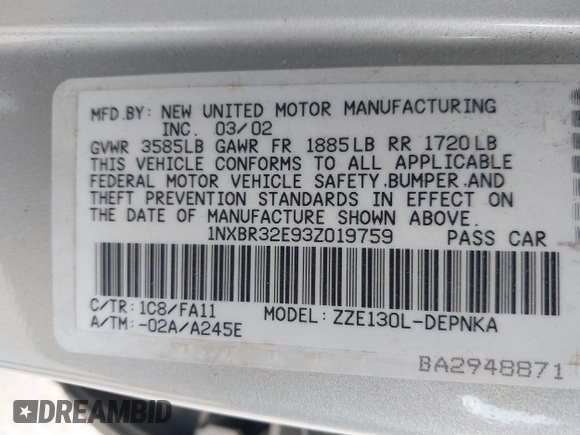 MFD.BY: NEW UNITED MOTOR MANUFACTURING
INC. 03/02
GVWR 3585LB GAWR FR 1885LB RR 1720LB
THIS VEHICLE CONFORMS TO ALL APPLICABLE
FEDERAL MOTOR VEHICLE SAFETY.BUMPER.AND
THEFT PREVENTION STANDARDS IN EFFECT ON
THE DATE OF MANUFACTURE SHOWN ABOVE.
1NXBR32E93Z019759 PASS CAR
C/TR: 1C8/FA11 MODEL: ZZE130L-DEPNKA
A/TM: -02A/A245E
BA2948871
DREAMBID